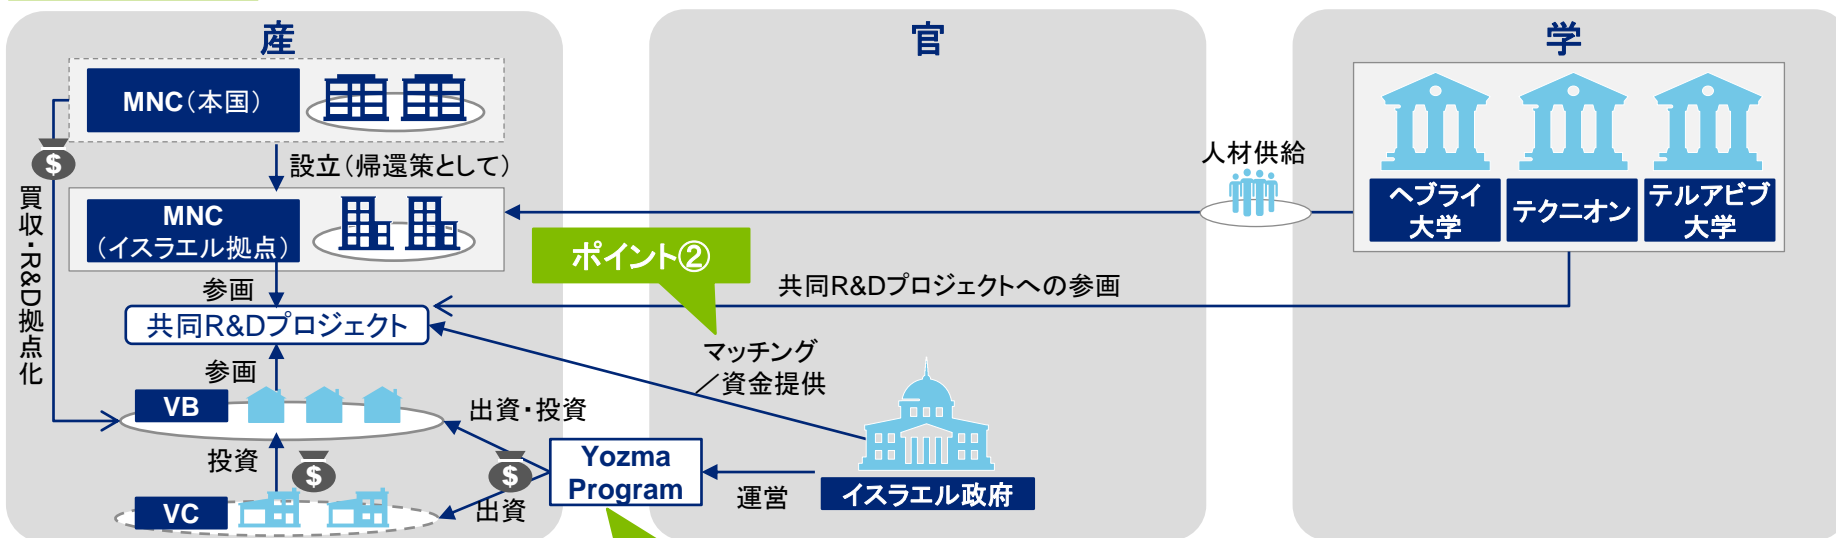 産
官
学
MNC(本国)
$
設立(帰還策として)
買収・R&D拠点化
MNC
(イスラエル拠点)
人材供給
ヘブライ
大学
テクニオン
テルアビブ
大学
ポイント②
参画
共同R&Dプロジェクトへの参画
共同R&Dプロジェクト
マッチング
/資金提供
参画
VB
出資・投資
投資
$
$
Yozma
Program
運営
イスラエル政府
VC
出資